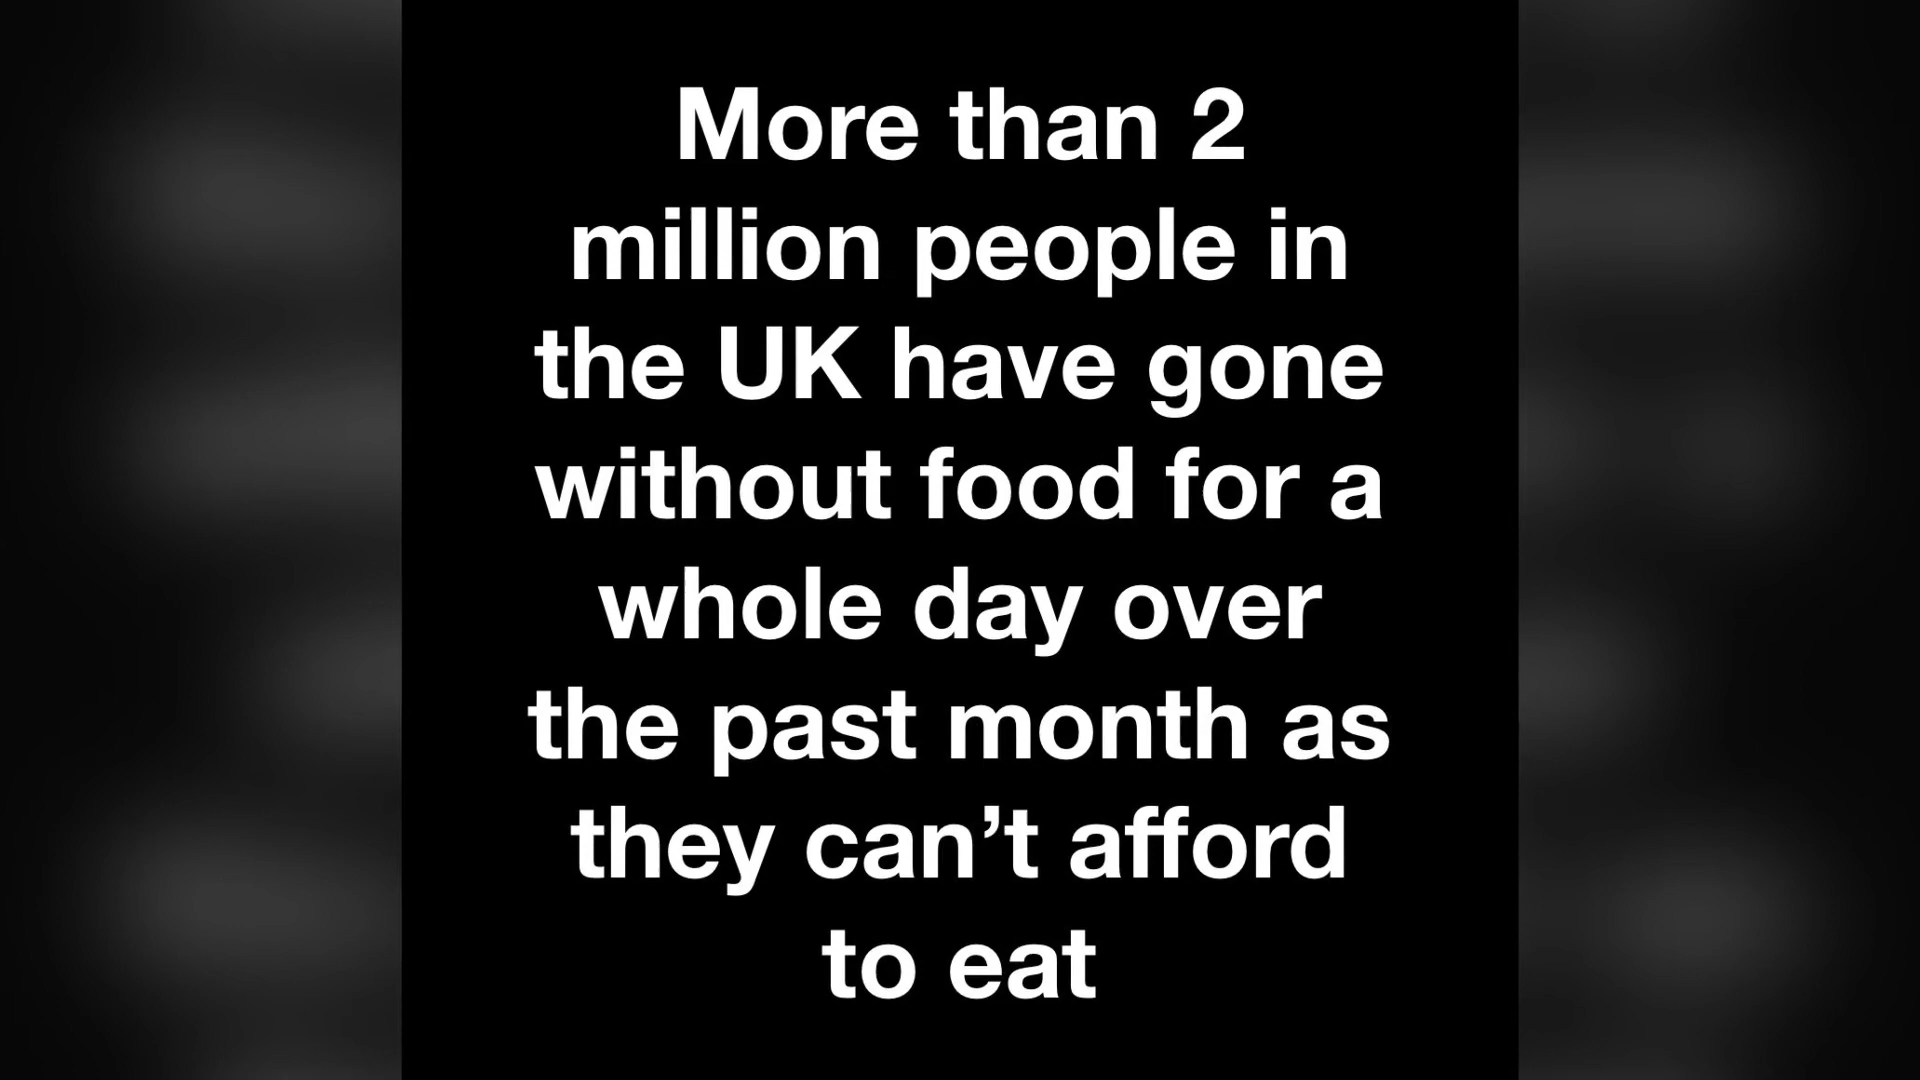 More than 2
million people in
the UK have gone
without food for a
whole day over
the past month as
they can’t afford
to eat